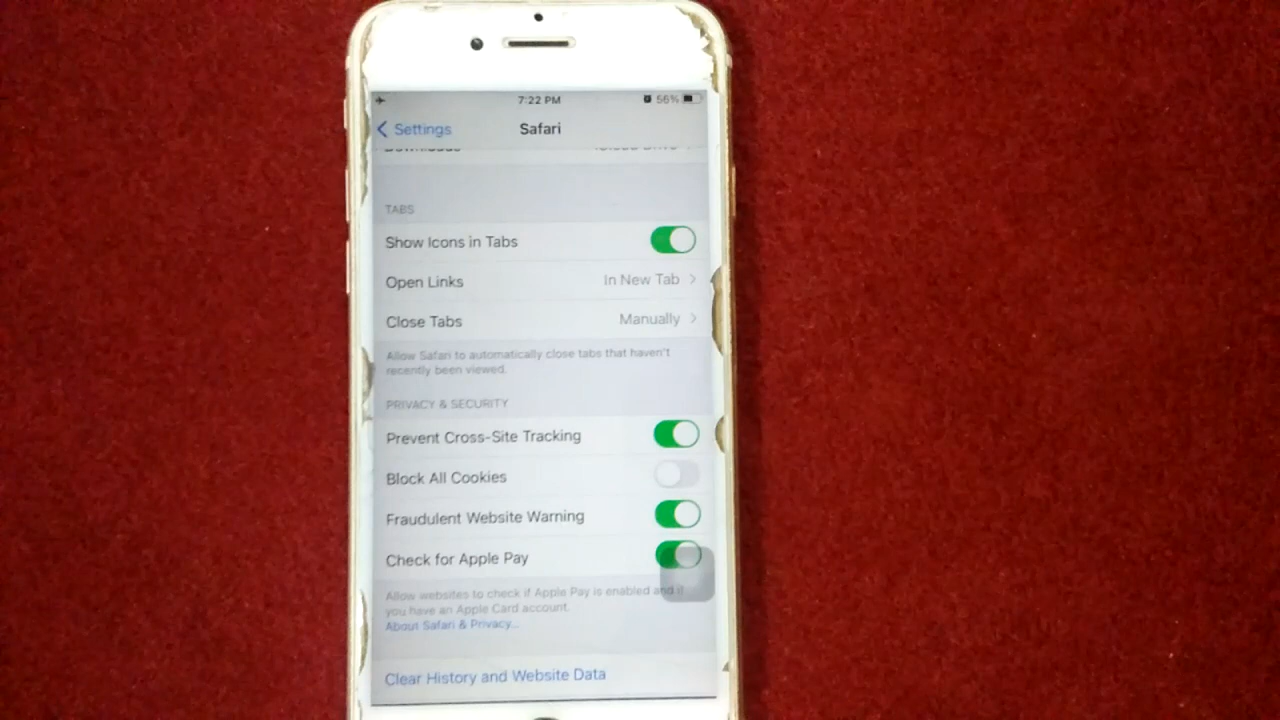 7:22 PM
56%
Settings
Safari
Downloads
TABS
Show Icons in Tabs
Open Links
In New Tab
Close Tabs
Manually
Allow Safari to automatically close tabs that haven't
recently been viewed.
PRIVACY & SECURITY
Prevent Cross-Site Tracking
Block All Cookies
Fraudulent Website Warning
Check for Apple Pay
Allow websites to check if Apple Pay is enabled and if
you have an Apple Card account.
About Safari & Privacy...
Clear History and Website Data